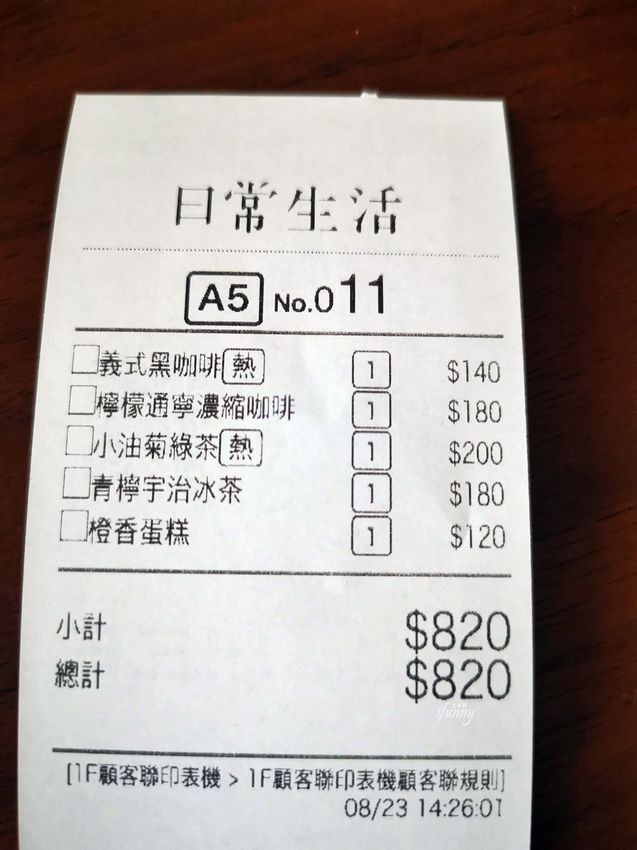 日常生活
A5 No.011
義式黑咖啡 熱 1 $140
檸檬通寧濃縮咖啡 1 $180
小油菊綠茶 熱 1 $200
青檸宇治冰茶 1 $180
橙香蛋糕 1 $120
小計 $820
總計 $820
ifunny
[1F顧客聯印表機 > 1F顧客聯印表機顧客聯規則]
08/23 14:26:01